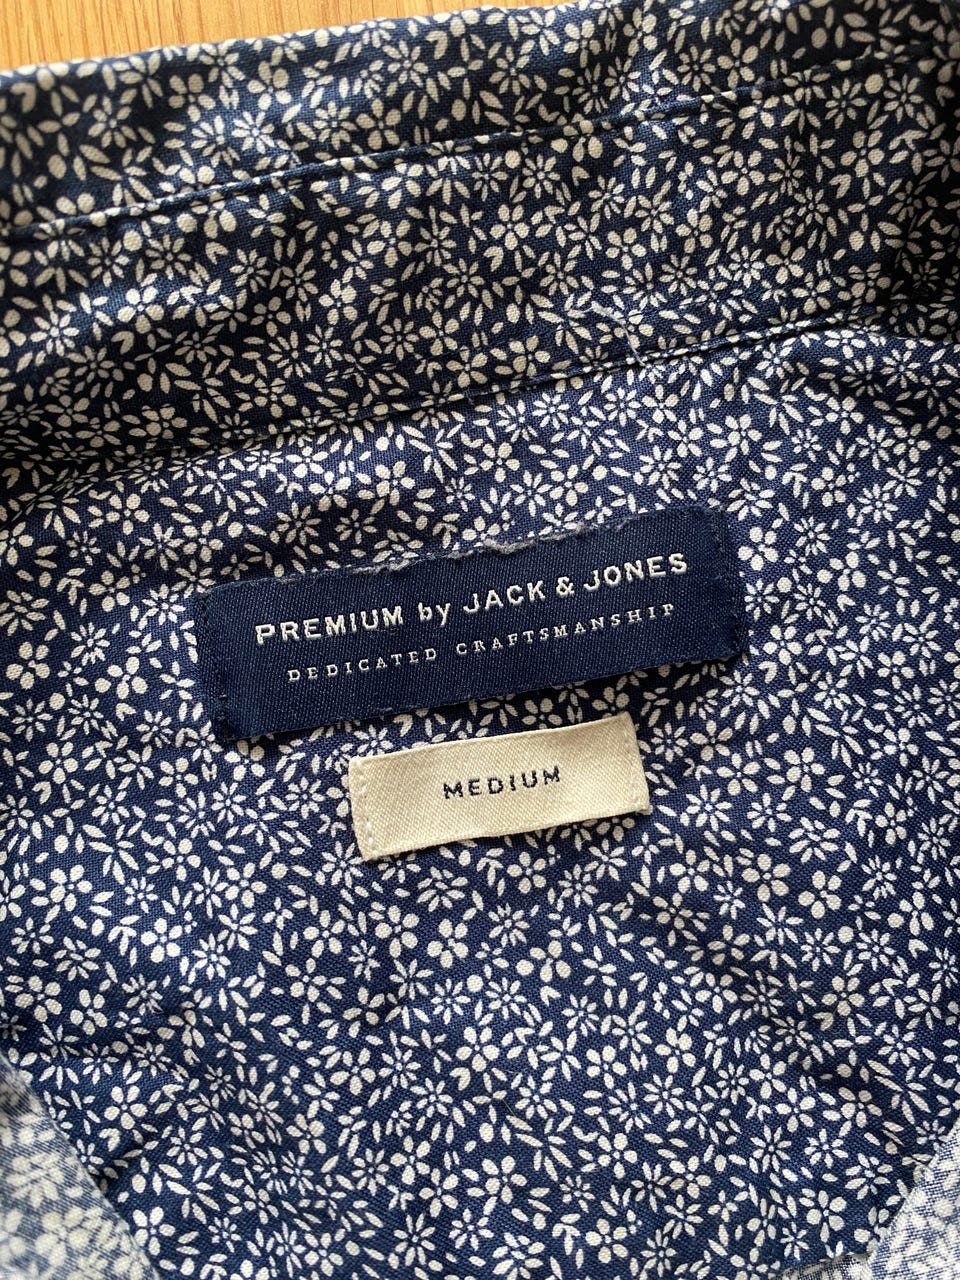 PREMIUM by JACK & JONES
DEDICATED CRAFTSMANSHIP
MEDIUM